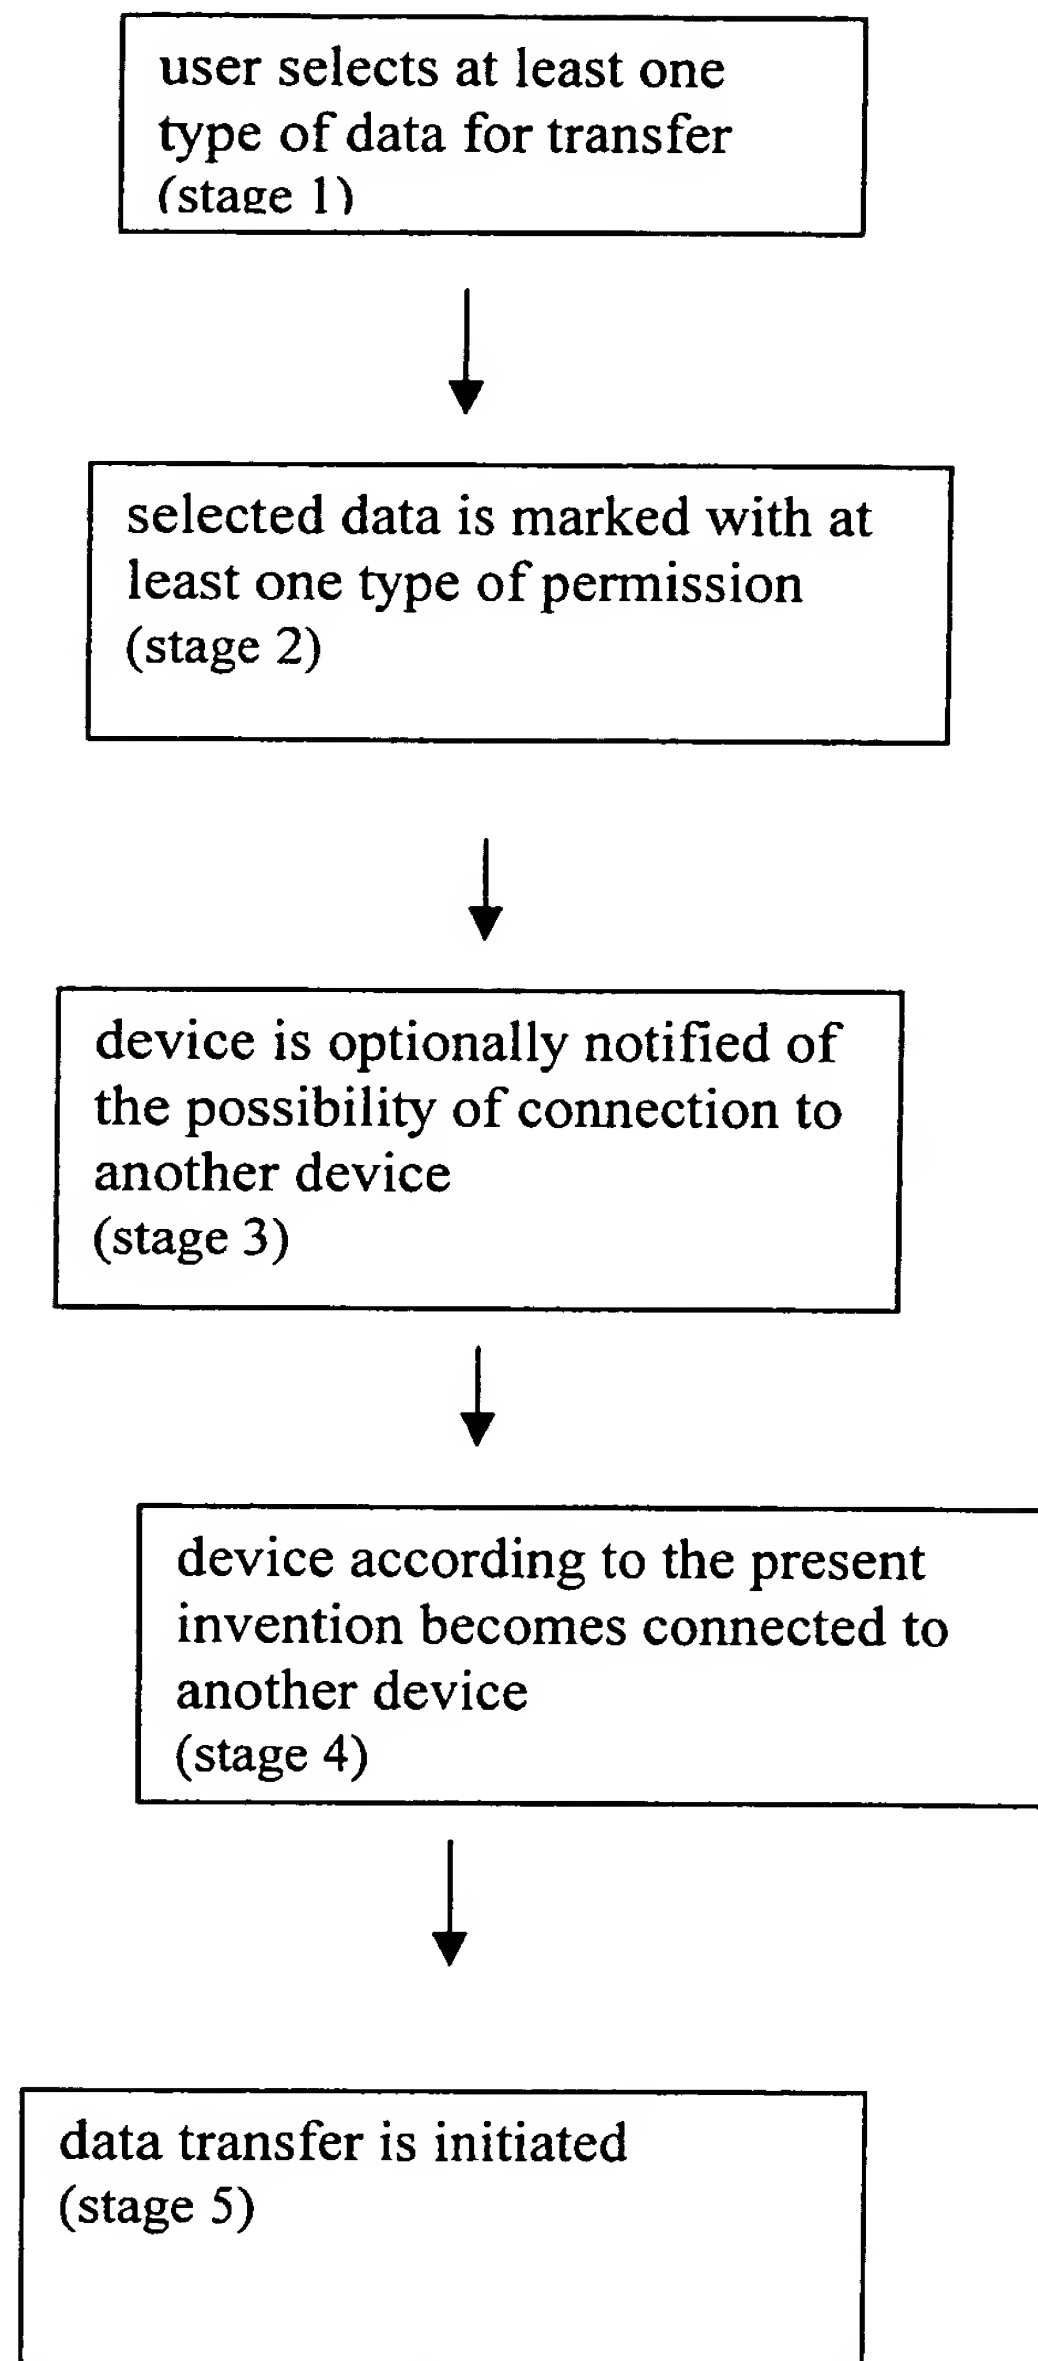 user selects at least one
type of data for transfer
(stage 1)
selected data is marked with at
least one type of permission
(stage 2)
device is optionally notified of
the possibility of connection to
another device
(stage 3)
device according to the present
invention becomes connected to
another device
(stage 4)
data transfer is initiated
(stage 5)